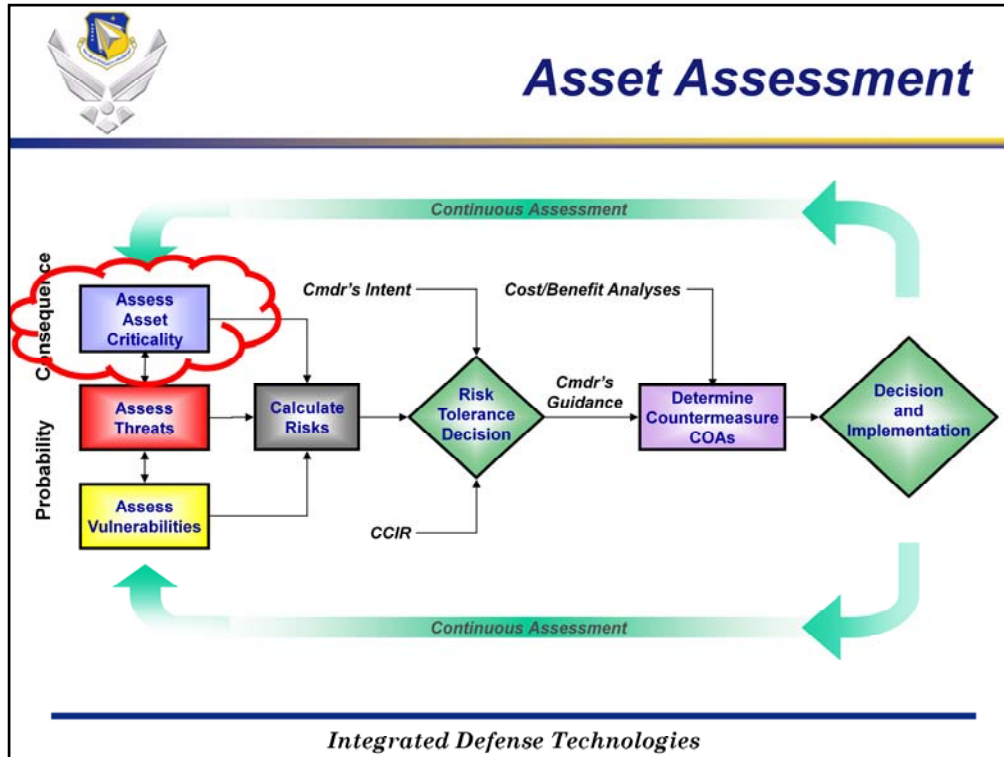 Asset Assessment
Continuous Assessment
Consequence
Probability
Assess
Asset
Criticality
Assess
Threats
Assess
Vulnerabilities
Calculate
Risks
Cmdr's Intent
Risk
Tolerance
Decision
CCIR
Cmdr's
Guidance
Cost/Benefit Analyses
Determine
Countermeasure
COAs
Decision
and
Implementation
Continuous Assessment
Integrated Defense Technologies